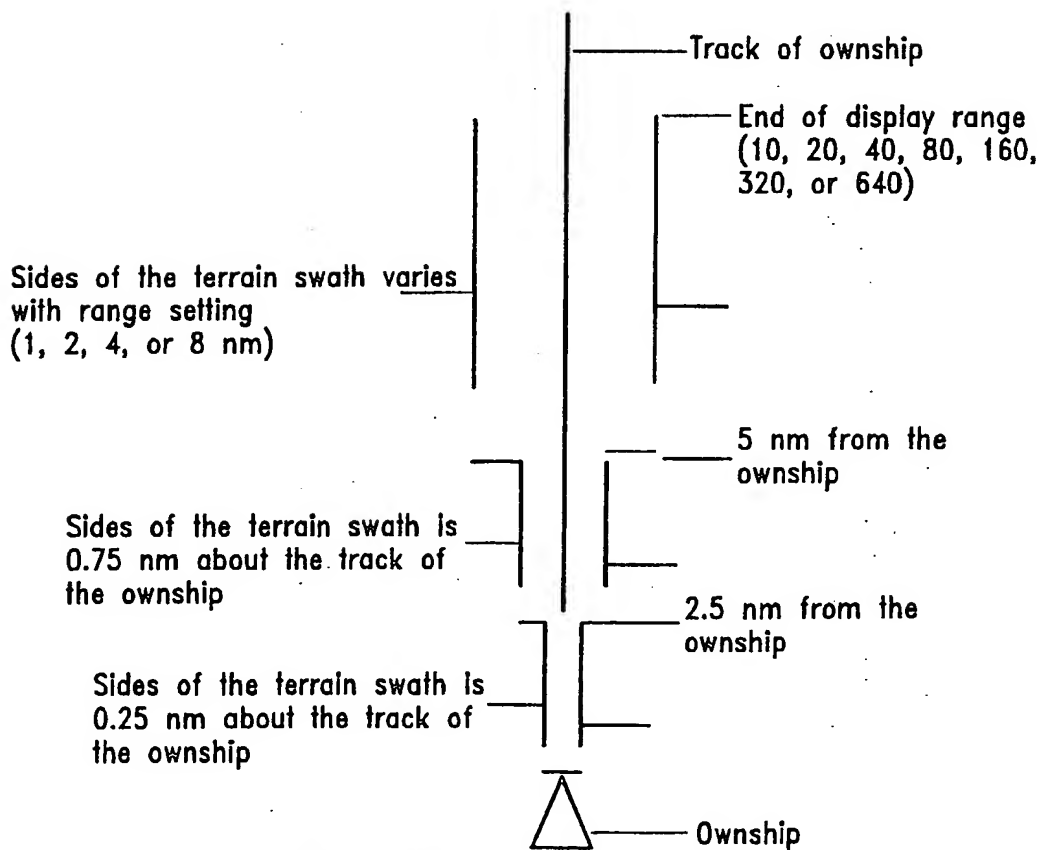 Track of ownship
End of display range
(10, 20, 40, 80, 160,
320, or 640)
Sides of the terrain swath varies
with range setting
(1, 2, 4, or 8 nm)
5 nm from the
ownship
Sides of the terrain swath is
0.75 nm about the track of
the ownship
2.5 nm from the
ownship
Sides of the terrain swath is
0.25 nm about the track of
the ownship
Ownship